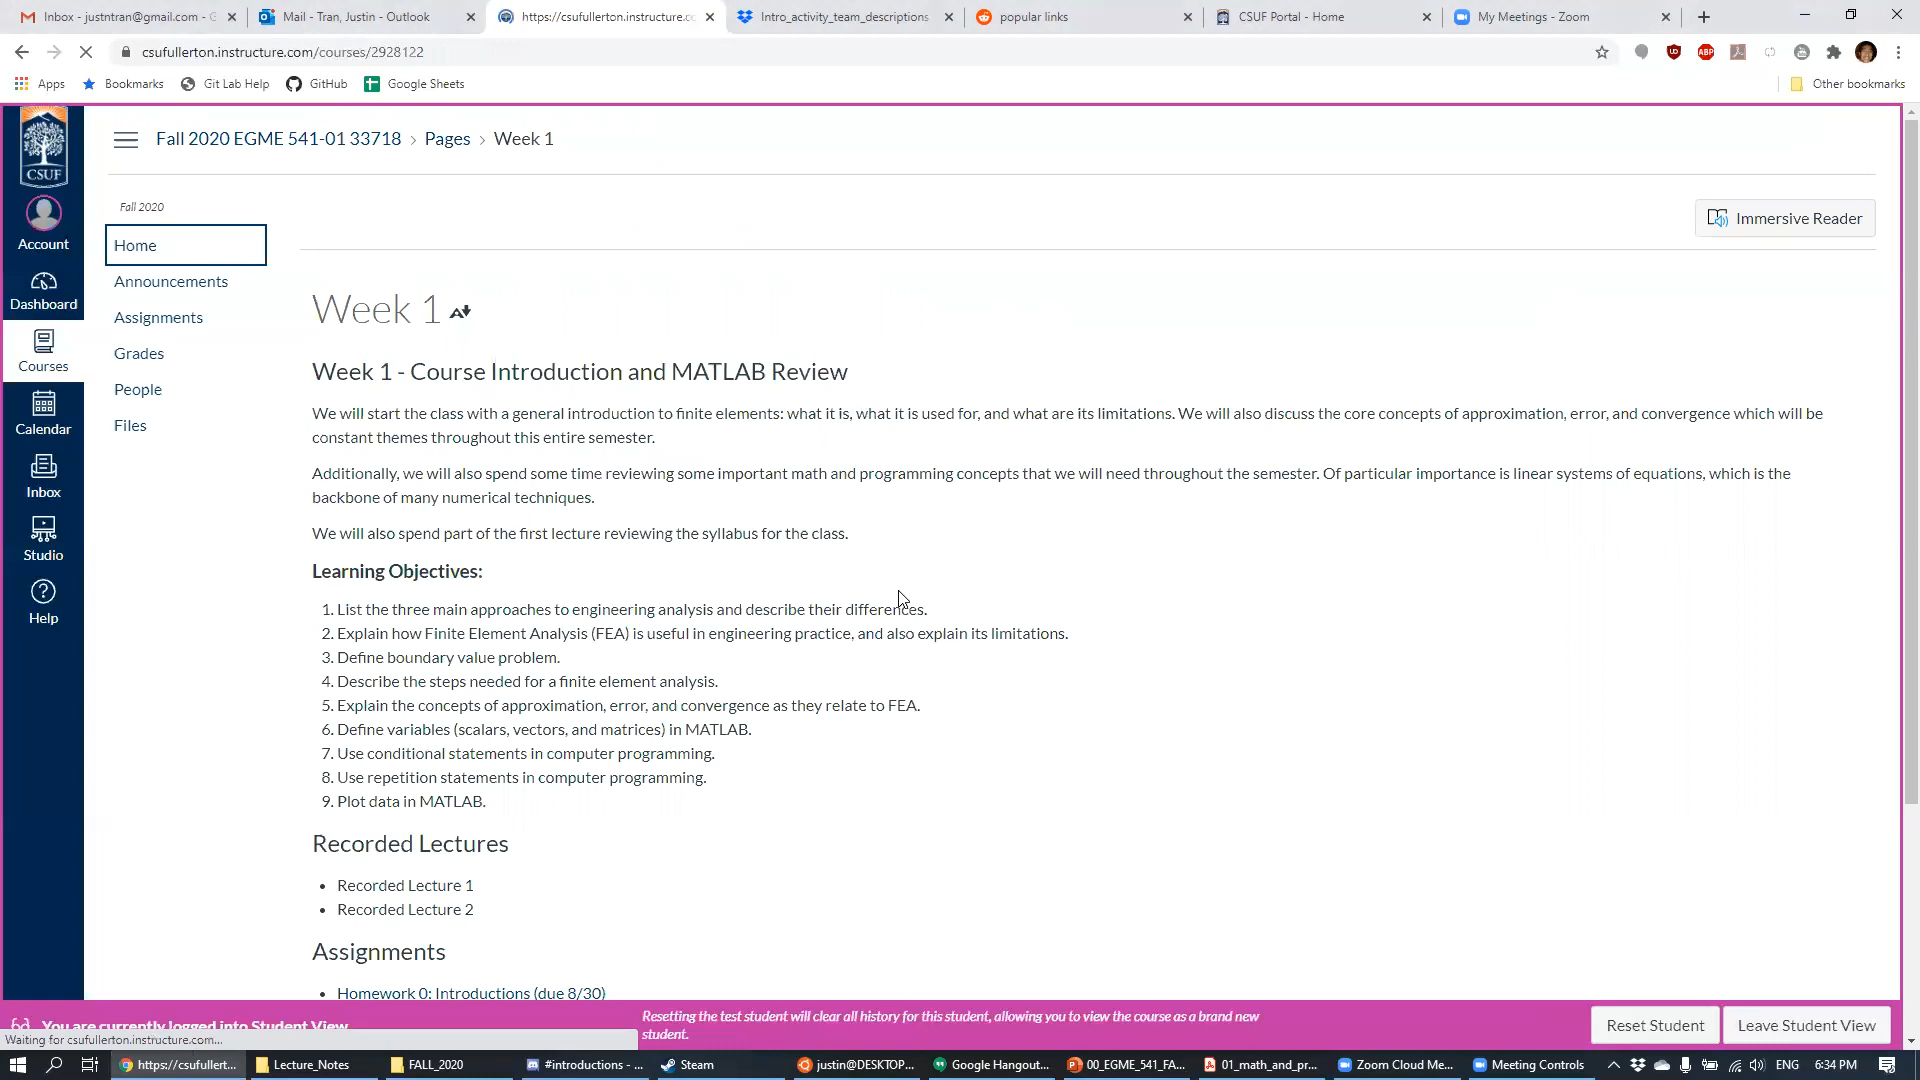 Inbox - justntran@gmail.com - G
Mail - Tran, Justin - Outlook
https://csufullerton.instructure.co
Intro_activity_team_descriptions
popular links
CSUF Portal - Home
My Meetings - Zoom
csufullerton.instructure.com/courses/2928122
Apps
Bookmarks
Git Lab Help
GitHub
Google Sheets
Other bookmarks
CSUF
Account
Dashboard
Courses
Calendar
Inbox
Studio
Help
Fall 2020 EGME 541-01 33718 > Pages > Week 1
Fall 2020
Home
Announcements
Assignments
Grades
People
Files
Immersive Reader
Week 1
Week 1 - Course Introduction and MATLAB Review
We will start the class with a general introduction to finite elements: what it is, what it is used for, and what are its limitations. We will also discuss the core concepts of approximation, error, and convergence which will be
constant themes throughout this entire semester.
Additionally, we will also spend some time reviewing some important math and programming concepts that we will need throughout the semester. Of particular importance is linear systems of equations, which is the
backbone of many numerical techniques.
We will also spend part of the first lecture reviewing the syllabus for the class.
Learning Objectives:
1. List the three main approaches to engineering analysis and describe their differences.
2. Explain how Finite Element Analysis (FEA) is useful in engineering practice, and also explain its limitations.
3. Define boundary value problem.
4. Describe the steps needed for a finite element analysis.
5. Explain the concepts of approximation, error, and convergence as they relate to FEA.
6. Define variables (scalars, vectors, and matrices) in MATLAB.
7. Use conditional statements in computer programming.
8. Use repetition statements in computer programming.
9. Plot data in MATLAB.
Recorded Lectures
• Recorded Lecture 1
• Recorded Lecture 2
Assignments
• Homework 0: Introductions (due 8/30)
You are currently logged into Student View
Resetting the test student will clear all history for this student, allowing you to view the course as a brand new
student.
Reset Student
Leave Student View
Waiting for csufullerton.instructure.com...
https://csufullert...
Lecture_Notes
FALL_2020
#introductions - ...
Steam
justin@DESKTOP...
Google Hangout...
00_EGME_541_FA...
01_math_and_pr...
Zoom Cloud Me...
Meeting Controls
ENG
6:34 PM